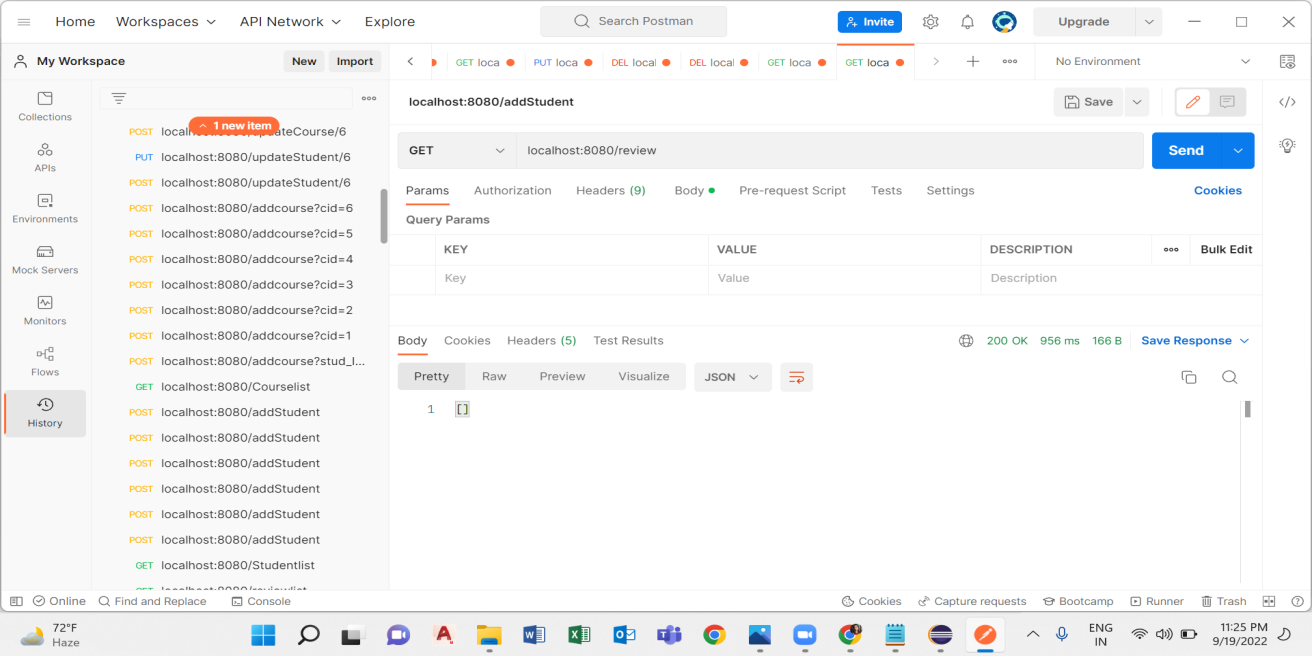 Home Workspaces API Network Explore Search Postman Invite Upgrade
My Workspace New Import GET loca PUT loca DEL local DEL local GET loca GET loca No Environment
Collections
APIs
Environments
Mock Servers
Monitors
Flows
History
1 new item
POST localhost:8080/updateCourse/6
PUT localhost:8080/updateStudent/6
POST localhost:8080/updateStudent/6
POST localhost:8080/addcourse?cid=6
POST localhost:8080/addcourse?cid=5
POST localhost:8080/addcourse?cid=4
POST localhost:8080/addcourse?cid=3
POST localhost:8080/addcourse?cid=2
POST localhost:8080/addcourse?cid=1
POST localhost:8080/addcourse?stud_I...
GET localhost:8080/Courselist
POST localhost:8080/addStudent
POST localhost:8080/addStudent
POST localhost:8080/addStudent
POST localhost:8080/addStudent
POST localhost:8080/addStudent
POST localhost:8080/addStudent
GET localhost:8080/Studentlist
GET localhost:8080/reviewlist
localhost:8080/addStudent Save
GET localhost:8080/review Send
Params Authorization Headers (9) Body Pre-request Script Tests Settings Cookies
Query Params
KEY VALUE DESCRIPTION Bulk Edit
Key Value Description
Body Cookies Headers (5) Test Results 200 OK 956 ms 166 B Save Response
Pretty Raw Preview Visualize JSON
1 []
Online Find and Replace Console Cookies Capture requests Bootcamp Runner Trash
72°F
Haze
ENG
IN
11:25 PM
9/19/2022